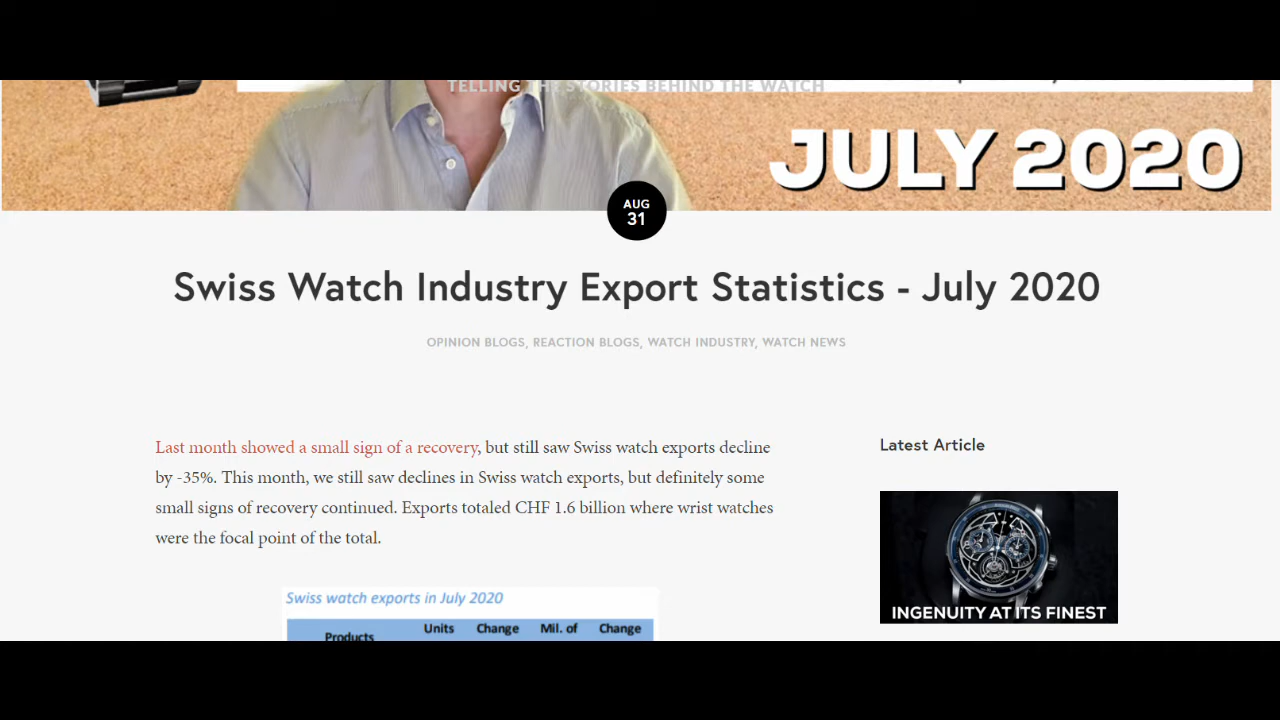 TELLING THE STORIES BEHIND THE WATCH
JULY 2020
AUG
31
Swiss Watch Industry Export Statistics - July 2020
OPINION BLOGS, REACTION BLOGS, WATCH INDUSTRY, WATCH NEWS
Last month showed a small sign of a recovery, but still saw Swiss watch exports decline
by -35%. This month, we still saw declines in Swiss watch exports, but definitely some
small signs of recovery continued. Exports totaled CHF 1.6 billion where wrist watches
were the focal point of the total.
Latest Article
INGENUITY AT ITS FINEST
Swiss watch exports in July 2020
Products Units Change Mil. of Change